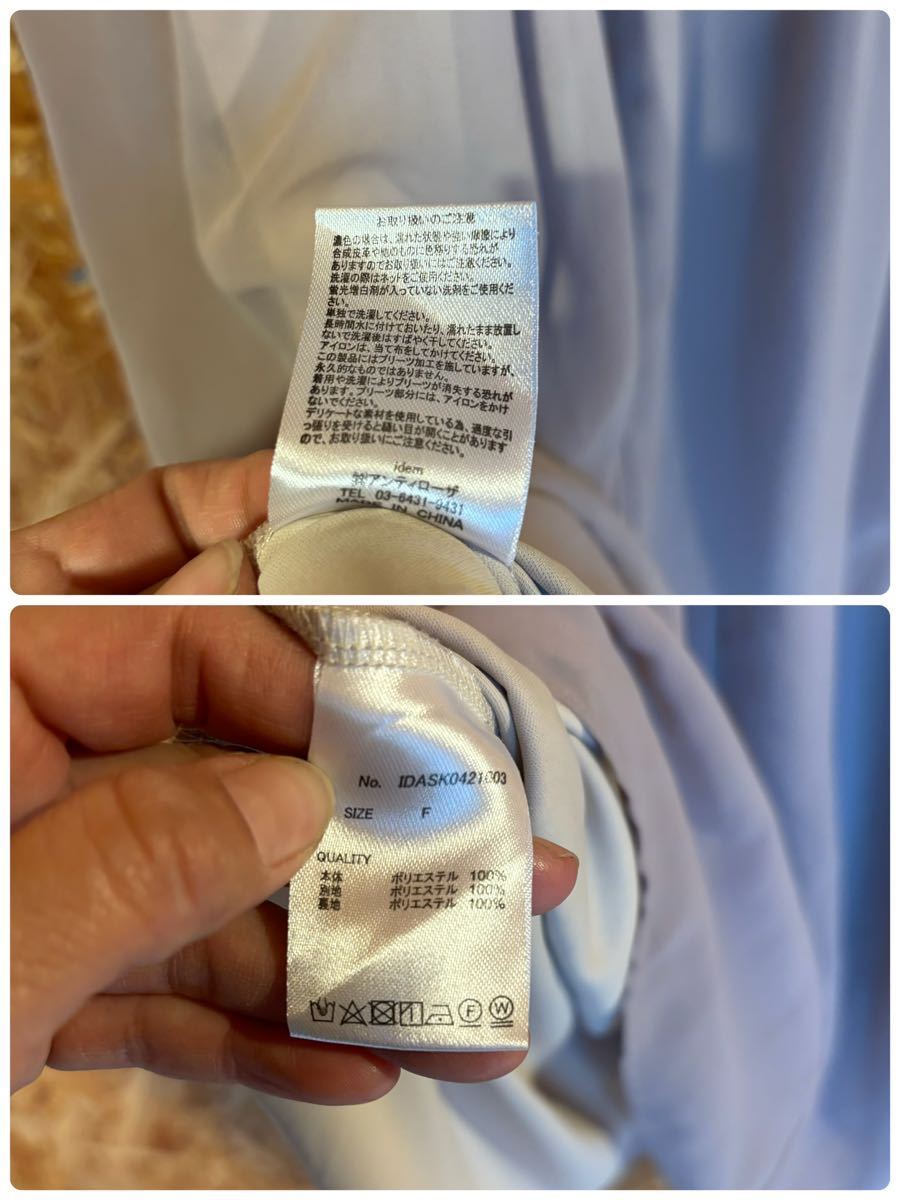 お取り扱いのご注意
濃色の場合は、濡れた状態や強い摩擦により
合成皮革や他のものに色移りする恐れが
ありますのでお取り扱いにはご注意ください。
洗濯の際はネットをご使用ください。
蛍光増白剤が入っていない洗剤をご使用くだ
さい。
単独で洗濯してください。
長時間水に付けておいたり、濡れたまま放置し
ないで洗濯後はすばやく干してください。
アイロンは、当て布をしてかけてください。
この製品にはプリーツ加工を施していますが、
永久的なものではありません。
着用や洗濯によりプリーツが消失する恐れが
あります。プリーツ部分には、アイロンをかけ
ないでください。
デリケートな素材を使用している為、過度な引
っ張りを受けると縫い目が開くことがあります
ので、お取り扱いにご注意ください。
idem
㈱アンティローザ
TEL 03-6431-9431
MADE IN CHINA
No. IDASK0421003
SIZE F
QUALITY
本体 ポリエステル 100%
別地 ポリエステル 100%
裏地 ポリエステル 100%
F W